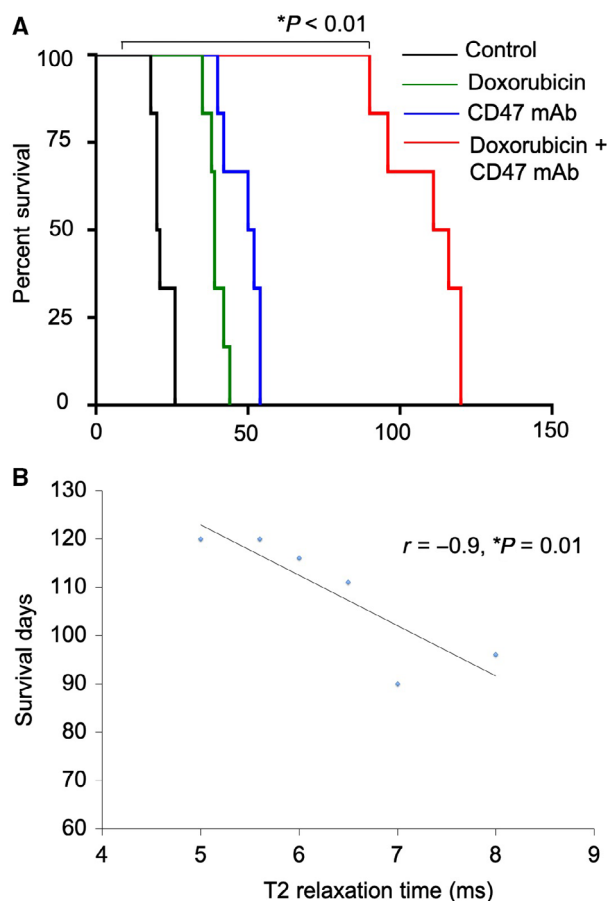 A
*P < 0.01
Control
Doxorubicin
CD47 mAb
Doxorubicin +
CD47 mAb
Percent survival
100
75
50
25
0
0 50 100 150
B
r = –0.9, *P = 0.01
Survival days
130
120
110
100
90
80
70
60
4 5 6 7 8 9
T2 relaxation time (ms)